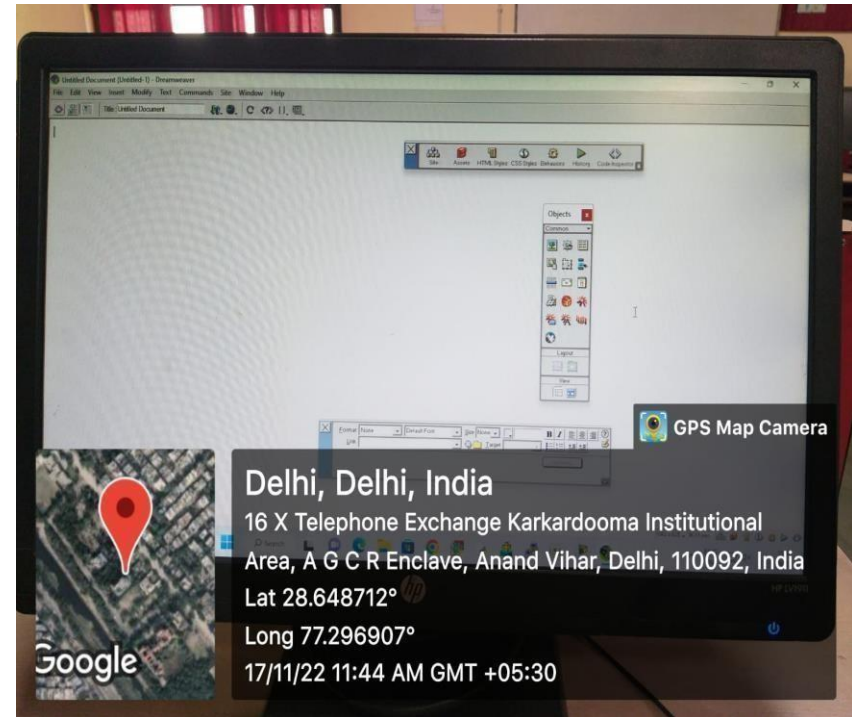 Untitled Document (Untitled-1) - Dreamweaver
File Edit View Insert Modify Text Commands Site Window Help
Title: Untitled Document
Site Assets HTML Styles CSS Styles Behaviors History Code Inspector
Objects
Common
Layout
View
Format None Default Font Size None B I
Link Target
GPS Map Camera
Delhi, Delhi, India
16 X Telephone Exchange Karkardooma Institutional
Area, A G C R Enclave, Anand Vihar, Delhi, 110092, India
Lat 28.648712°
Long 77.296907°
17/11/22 11:44 AM GMT +05:30
Google
Search
hp